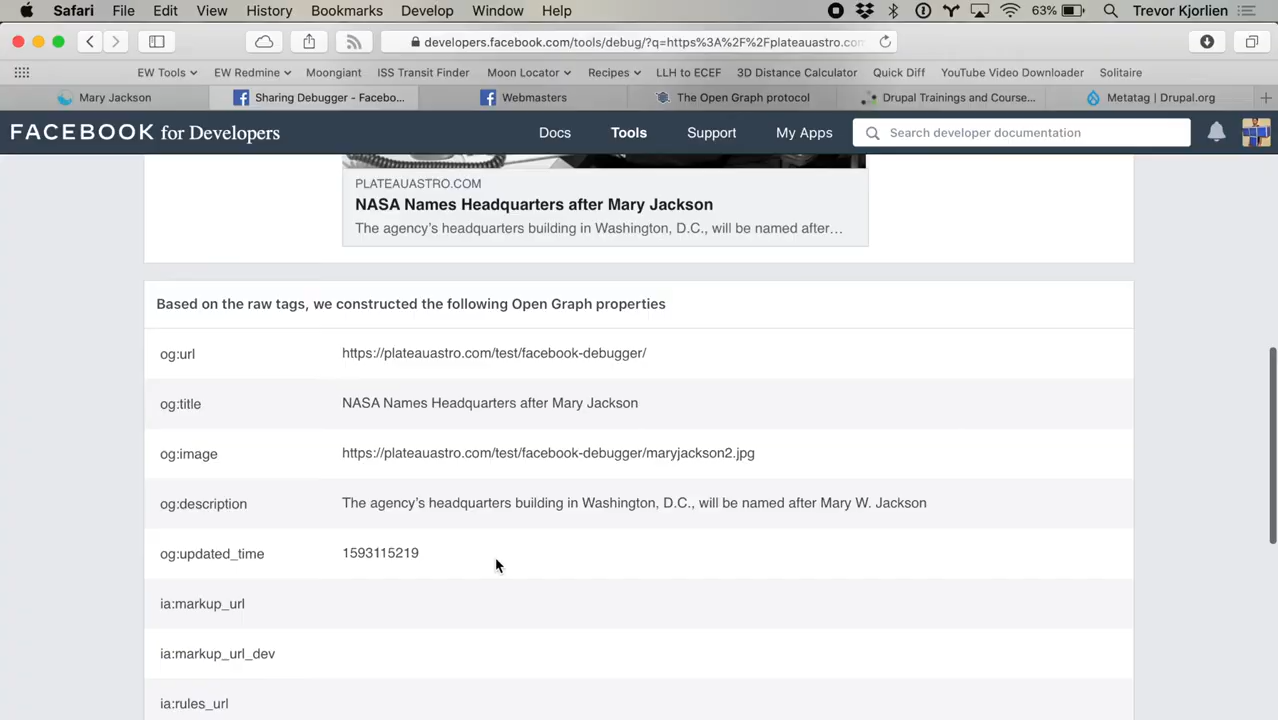 Safari File Edit View History Bookmarks Develop Window Help 63% Trevor Kjorlien
developers.facebook.com/tools/debug/?q=https%3A%2F%2Fplateauastro.com
EW Tools EW Redmine Moongiant ISS Transit Finder Moon Locator Recipes LLH to ECEF 3D Distance Calculator Quick Diff YouTube Video Downloader Solitaire
Mary Jackson Sharing Debugger - Facebo... Webmasters The Open Graph protocol Drupal Trainings and Course... Metatag | Drupal.org
FACEBOOK for Developers Docs Tools Support My Apps Search developer documentation
PLATEAUASTRO.COM
NASA Names Headquarters after Mary Jackson
The agency’s headquarters building in Washington, D.C., will be named after…
Based on the raw tags, we constructed the following Open Graph properties
og:url https://plateauastro.com/test/facebook-debugger/
og:title NASA Names Headquarters after Mary Jackson
og:image https://plateauastro.com/test/facebook-debugger/maryjackson2.jpg
og:description The agency’s headquarters building in Washington, D.C., will be named after Mary W. Jackson
og:updated_time 1593115219
ia:markup_url
ia:markup_url_dev
ia:rules_url